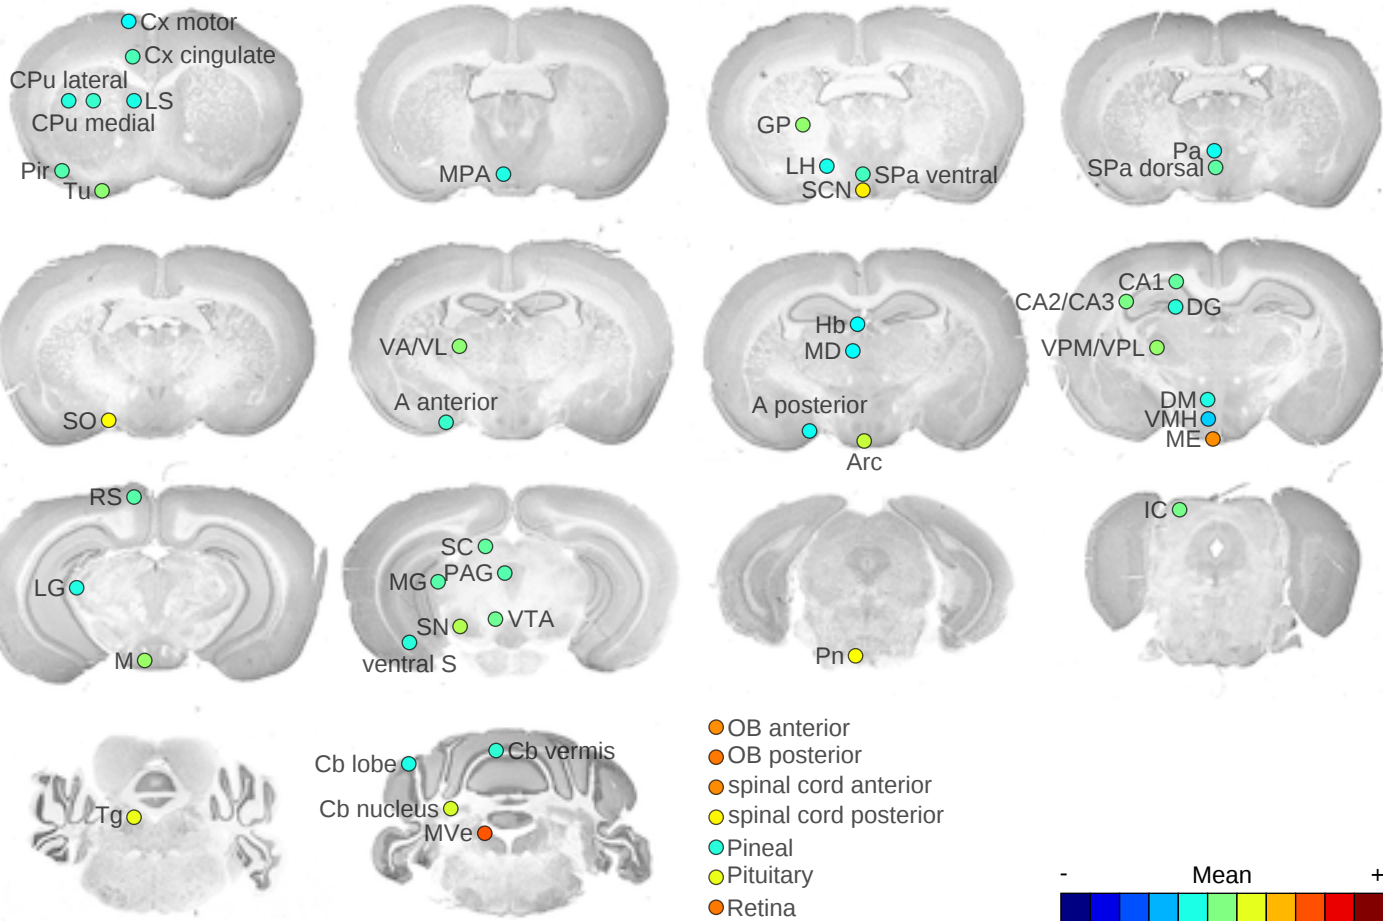 Cx motor
Cx cingulate
CPu lateral
LS
CPu medial
Pir
Tu
MPA
GP
LH
SPa ventral
SCN
Pa
SPa dorsal
SO
VA/VL
A anterior
Hb
MD
A posterior
Arc
CA1
CA2/CA3
DG
VPM/VPL
DM
VMH
ME
RS
LG
M
SC
PAG
MG
VTA
SN
ventral S
Pn
IC
Tg
Cb lobe
Cb vermis
Cb nucleus
MVe
OB anterior
OB posterior
spinal cord anterior
spinal cord posterior
Pineal
Pituitary
Retina
- Mean +